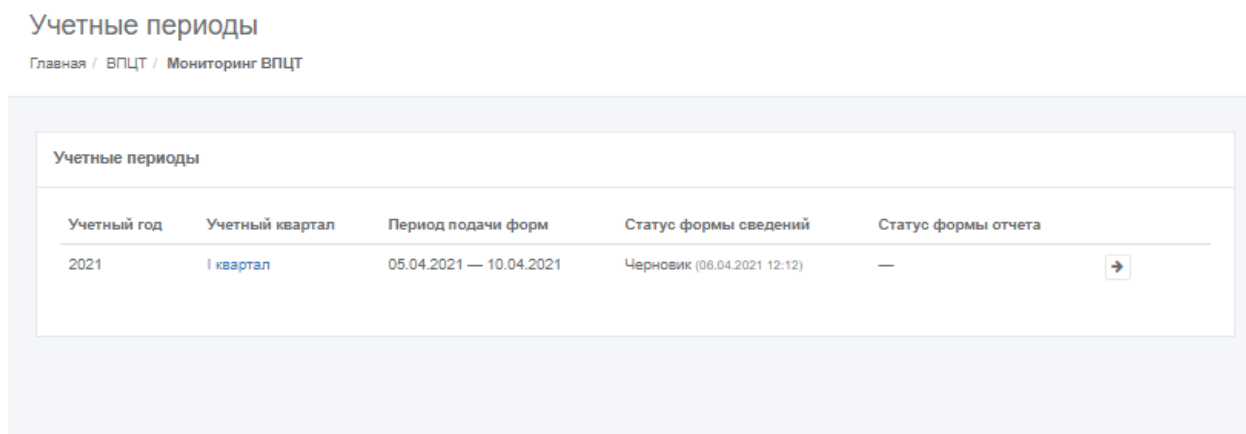 Учетные периоды
Главная / ВПЦТ / Мониторинг ВПЦТ
Учетные периоды
Учетный год Учетный квартал Период подачи форм Статус формы сведений Статус формы отчета
2021 I квартал 05.04.2021 — 10.04.2021 Черновик (06.04.2021 12:12) —